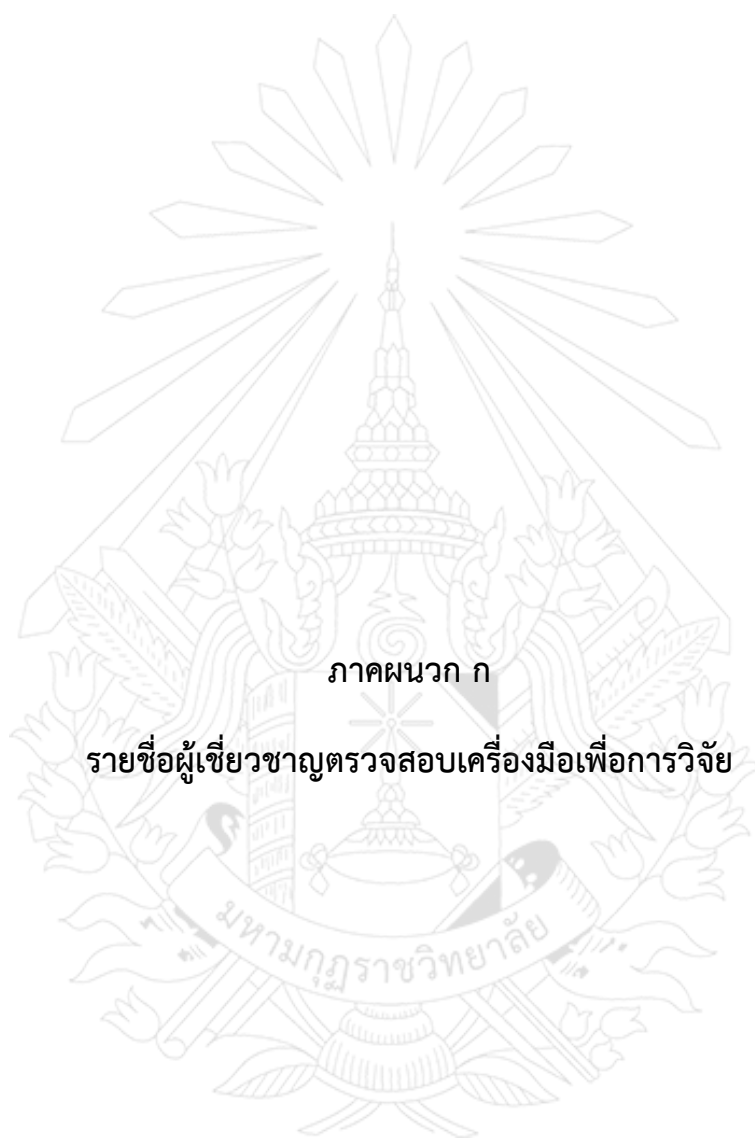 ภาคผนวก ก
รายชื่อผู้เชี่ยวชาญตรวจสอบเครื่องมือเพื่อการวิจัย
มหามกุฏราชวิทยาลัย